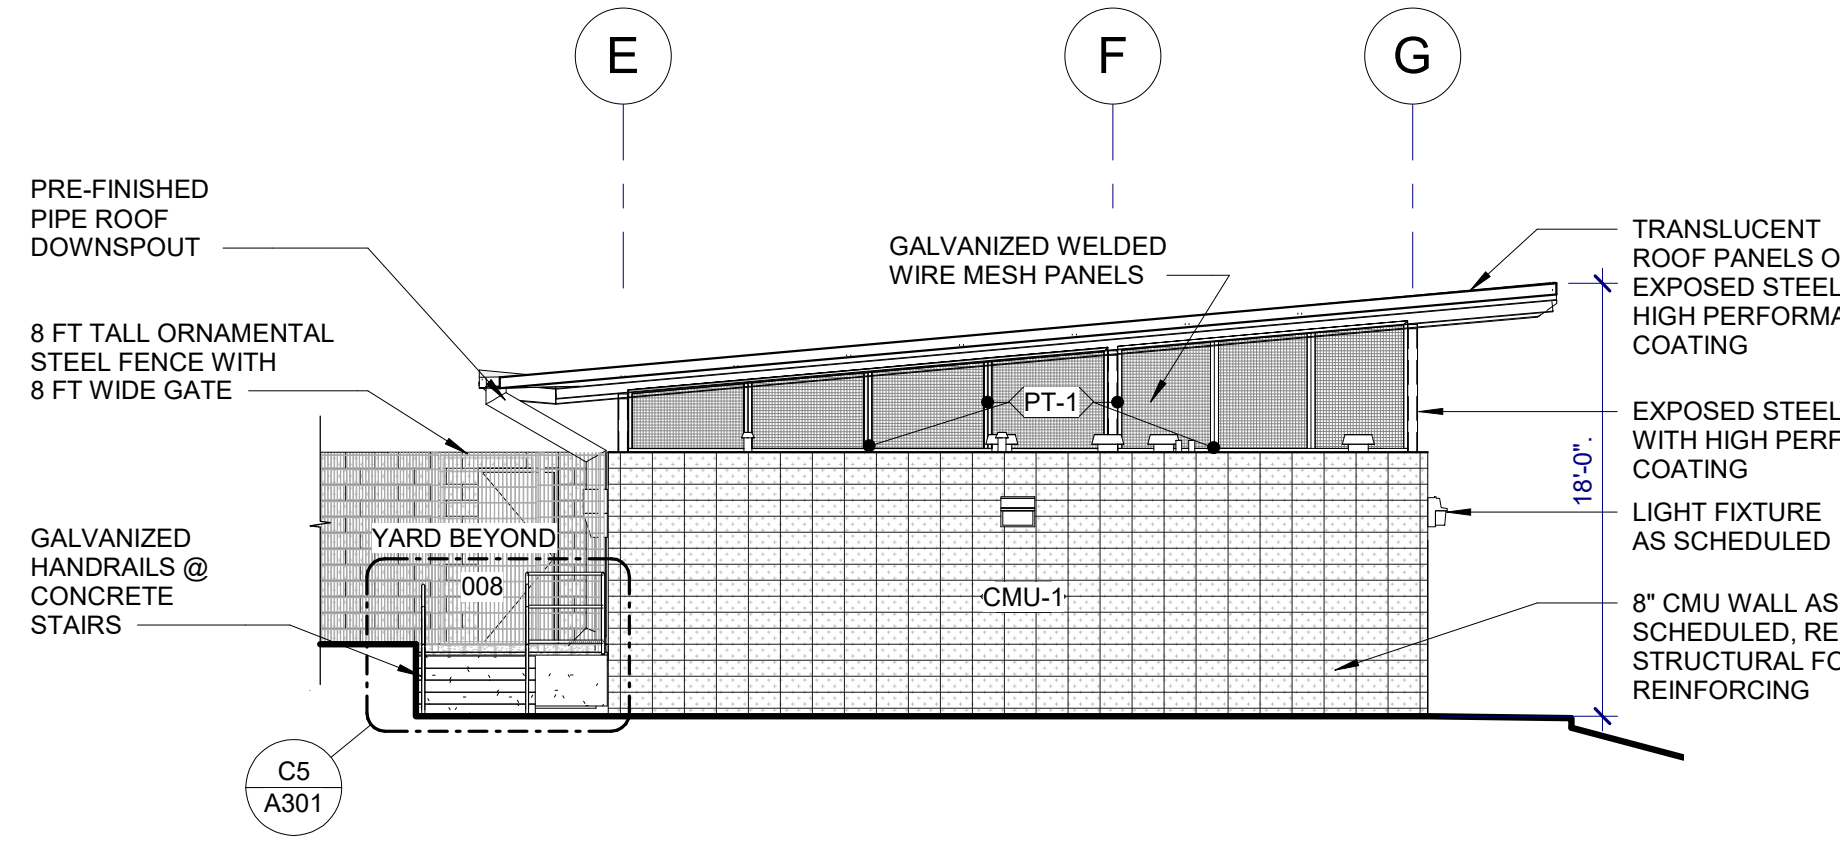 E
F
G
PRE-FINISHED
PIPE ROOF
DOWNSPOUT
8 FT TALL ORNAMENTAL
STEEL FENCE WITH
8 FT WIDE GATE
GALVANIZED
HANDRAILS @
CONCRETE
STAIRS
GALVANIZED WELDED
WIRE MESH PANELS
PT-1
YARD BEYOND
008
CMU-1
C5
A301
18'-0".
TRANSLUCENT
ROOF PANELS O
EXPOSED STEEL
HIGH PERFORMA
COATING
EXPOSED STEEL
WITH HIGH PERF
COATING
LIGHT FIXTURE
AS SCHEDULED
8" CMU WALL AS
SCHEDULED, RE
STRUCTURAL FO
REINFORCING